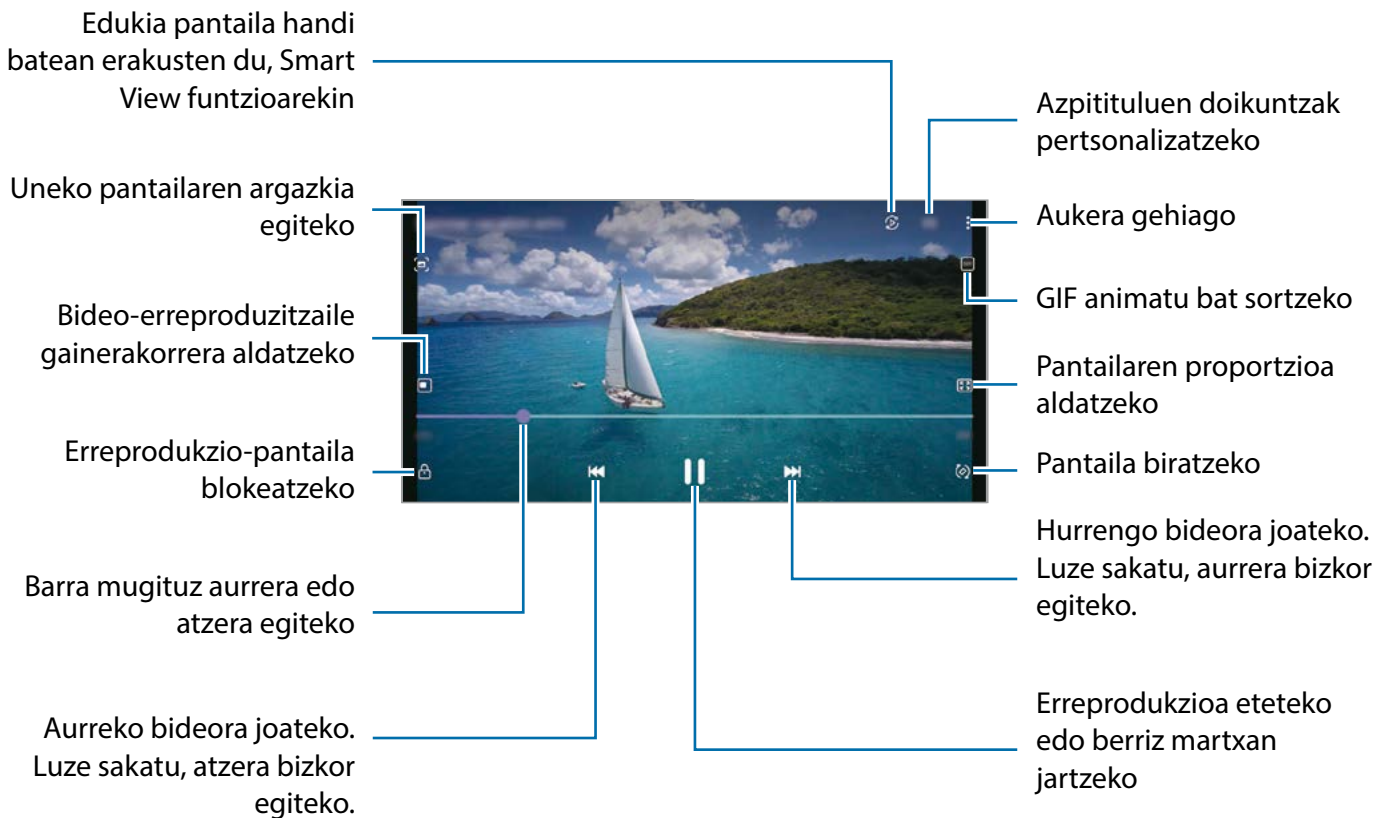 Edukia pantaila handi
batean erakusten du, Smart
View funtzioarekin
Uneko pantailaren argazkia
egiteko
Bideo-erreproduzitzaile
gainerakorrera aldatzeko
Erreprodukzio-pantaila
blokeatzeko
Barra mugituz aurrera edo
atzera egiteko
Aurreko bideora joateko.
Luze sakatu, atzera bizkor
egiteko.
Azpitituluen doikuntzak
pertsonalizatzeko
Aukera gehiago
GIF animatu bat sortzeko
Pantailaren proportzioa
aldatzeko
Pantaila biratzeko
Hurrengo bideora joateko.
Luze sakatu, aurrera bizkor
egiteko.
Erreprodukzioa eteteko
edo berriz martxan
jartzeko